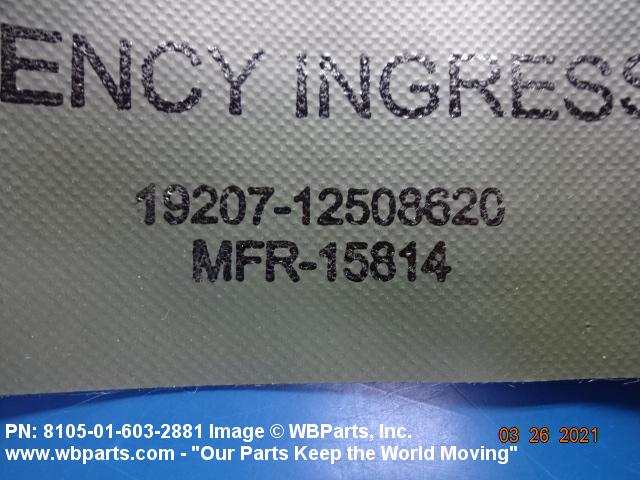 ENCY INGRESS
19207-12508620
MFR-15814
PN: 8105-01-603-2881 Image © WBParts, Inc.
03 26 2021
www.wbparts.com - "Our Parts Keep the World Moving"